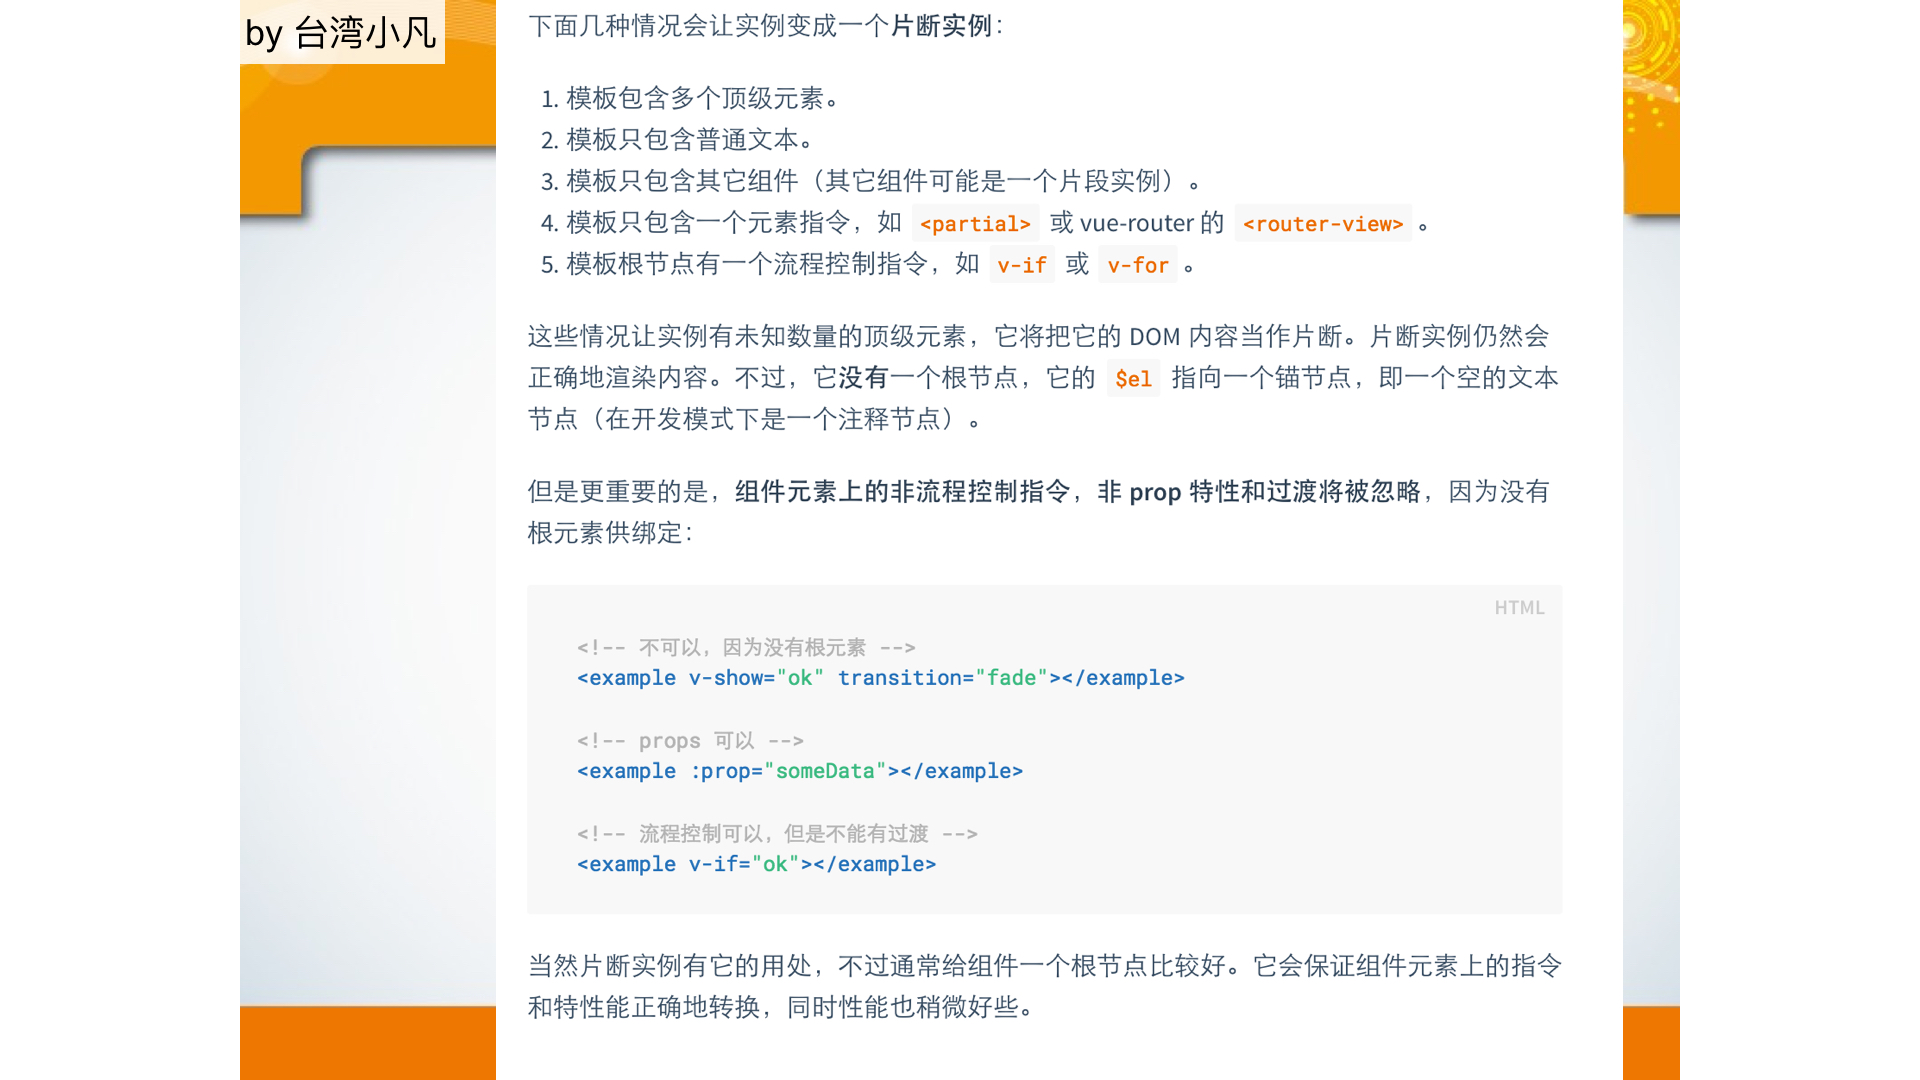 by 台湾小凡
下面几种情况会让实例变成一个片断实例：
1. 模板包含多个顶级元素。
2. 模板只包含普通文本。
3. 模板只包含其它组件（其它组件可能是一个片段实例）。
4. 模板只包含一个元素指令，如 <partial> 或 vue-router 的 <router-view> 。
5. 模板根节点有一个流程控制指令，如 v-if 或 v-for 。
这些情况让实例有未知数量的顶级元素，它将把它的 DOM 内容当作片断。片断实例仍然会
正确地渲染内容。不过，它没有一个根节点，它的 $el 指向一个锚节点，即一个空的文本
节点（在开发模式下是一个注释节点）。
但是更重要的是，组件元素上的非流程控制指令，非 prop 特性和过渡将被忽略，因为没有
根元素供绑定：
HTML
<!-- 不可以，因为没有根元素 -->
<example v-show="ok" transition="fade"></example>
<!-- props 可以 -->
<example :prop="someData"></example>
<!-- 流程控制可以，但是不能有过渡 -->
<example v-if="ok"></example>
当然片断实例有它的用处，不过通常给组件一个根节点比较好。它会保证组件元素上的指令
和特性能正确地转换，同时性能也稍微好些。